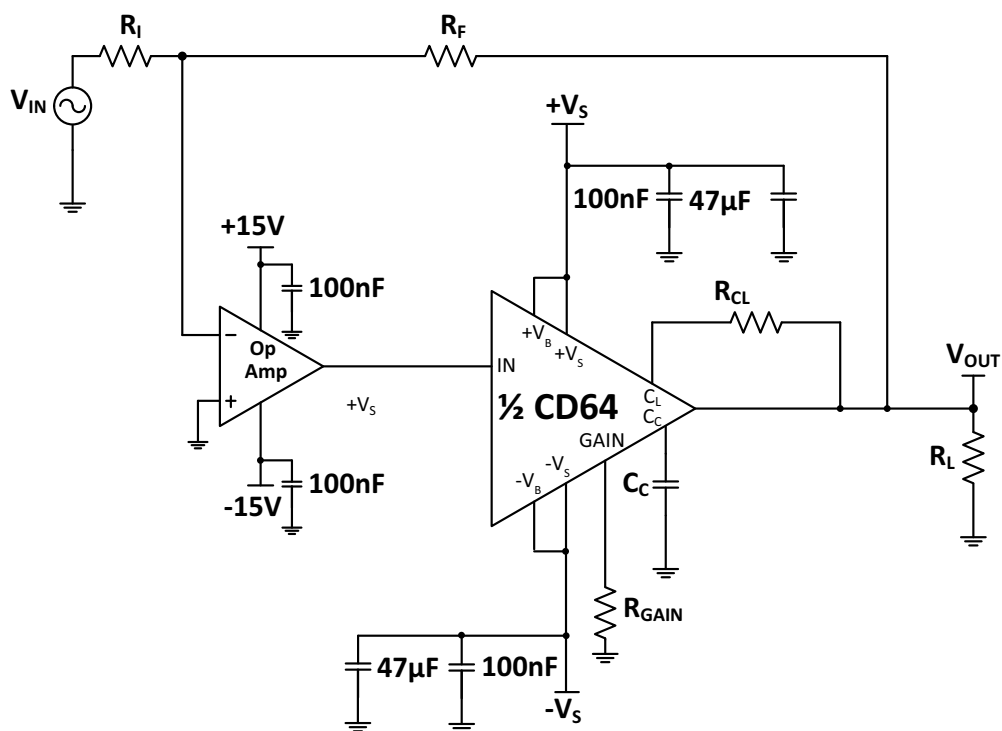 R_I
R_F
V_IN
+V_S
100nF
47µF
+15V
100nF
R_CL
Op
Amp
−
+
+V_B
+V_S
IN
C_L
V_OUT
½ CD64
C_C
+V_S
GAIN
R_L
-V_S
-V_B
100nF
-15V
C_C
R_GAIN
47µF
100nF
-V_S